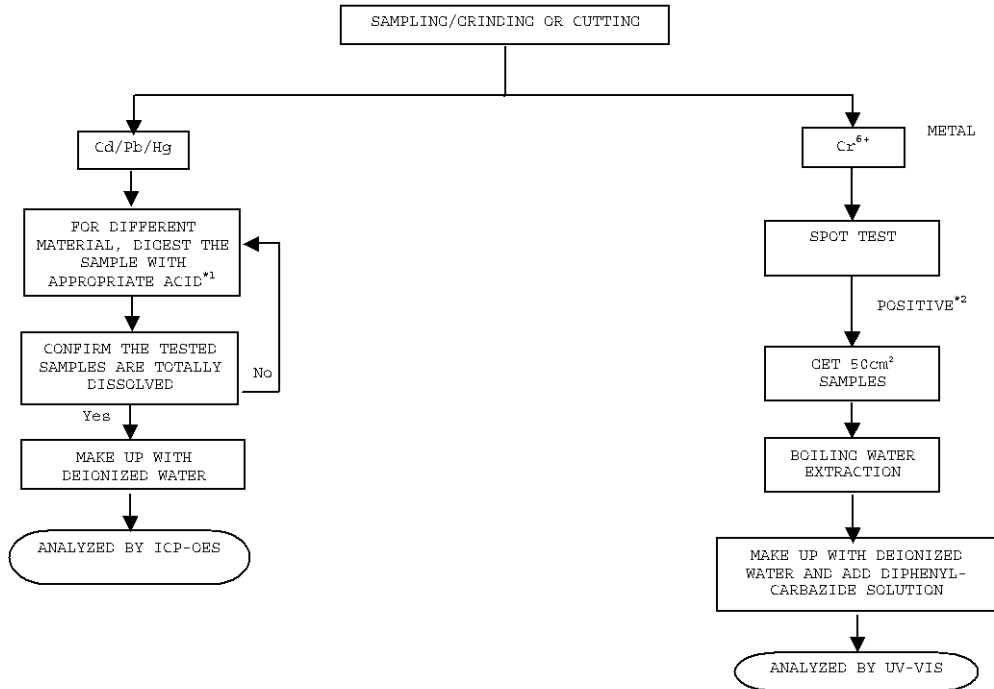 SAMPLING/GRINDING OR CUTTING
Cd/Pb/Hg
FOR DIFFERENT
MATERIAL, DIGEST THE
SAMPLE WITH
APPROPRIATE ACID*1
CONFIRM THE TESTED
SAMPLES ARE TOTALLY
DISSOLVED
No
Yes
MAKE UP WITH
DEIONIZED WATER
ANALYZED BY ICP-OES
METAL
Cr6+
SPOT TEST
POSITIVE*2
GET 50cm²
SAMPLES
BOILING WATER
EXTRACTION
MAKE UP WITH DEIONIZED
WATER AND ADD DIPHENYL-
CARBAZIDE SOLUTION
ANALYZED BY UV-VIS